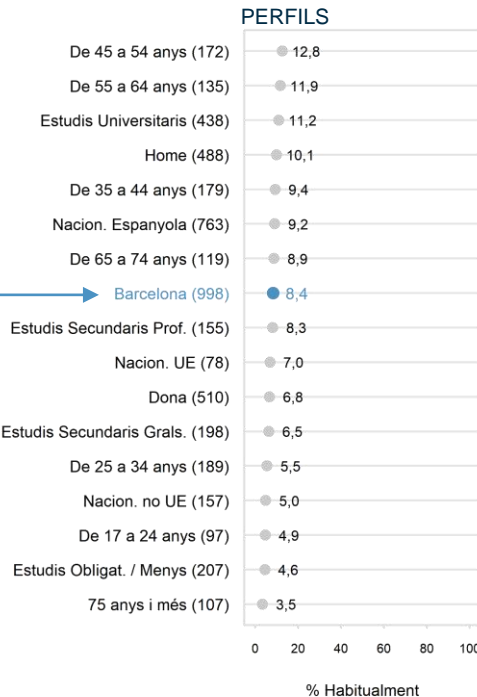 PERFILS
De 45 a 54 anys (172) 12,8
De 55 a 64 anys (135) 11,9
Estudis Universitaris (438) 11,2
Home (488) 10,1
De 35 a 44 anys (179) 9,4
Nacion. Espanyola (763) 9,2
De 65 a 74 anys (119) 8,9
Barcelona (998) 8,4
Estudis Secundaris Prof. (155) 8,3
Nacion. UE (78) 7,0
Dona (510) 6,8
Estudis Secundaris Grals. (198) 6,5
De 25 a 34 anys (189) 5,5
Nacion. no UE (157) 5,0
De 17 a 24 anys (97) 4,9
Estudis Obligat. / Menys (207) 4,6
75 anys i més (107) 3,5
0 20 40 60 80 100
% Habitualment